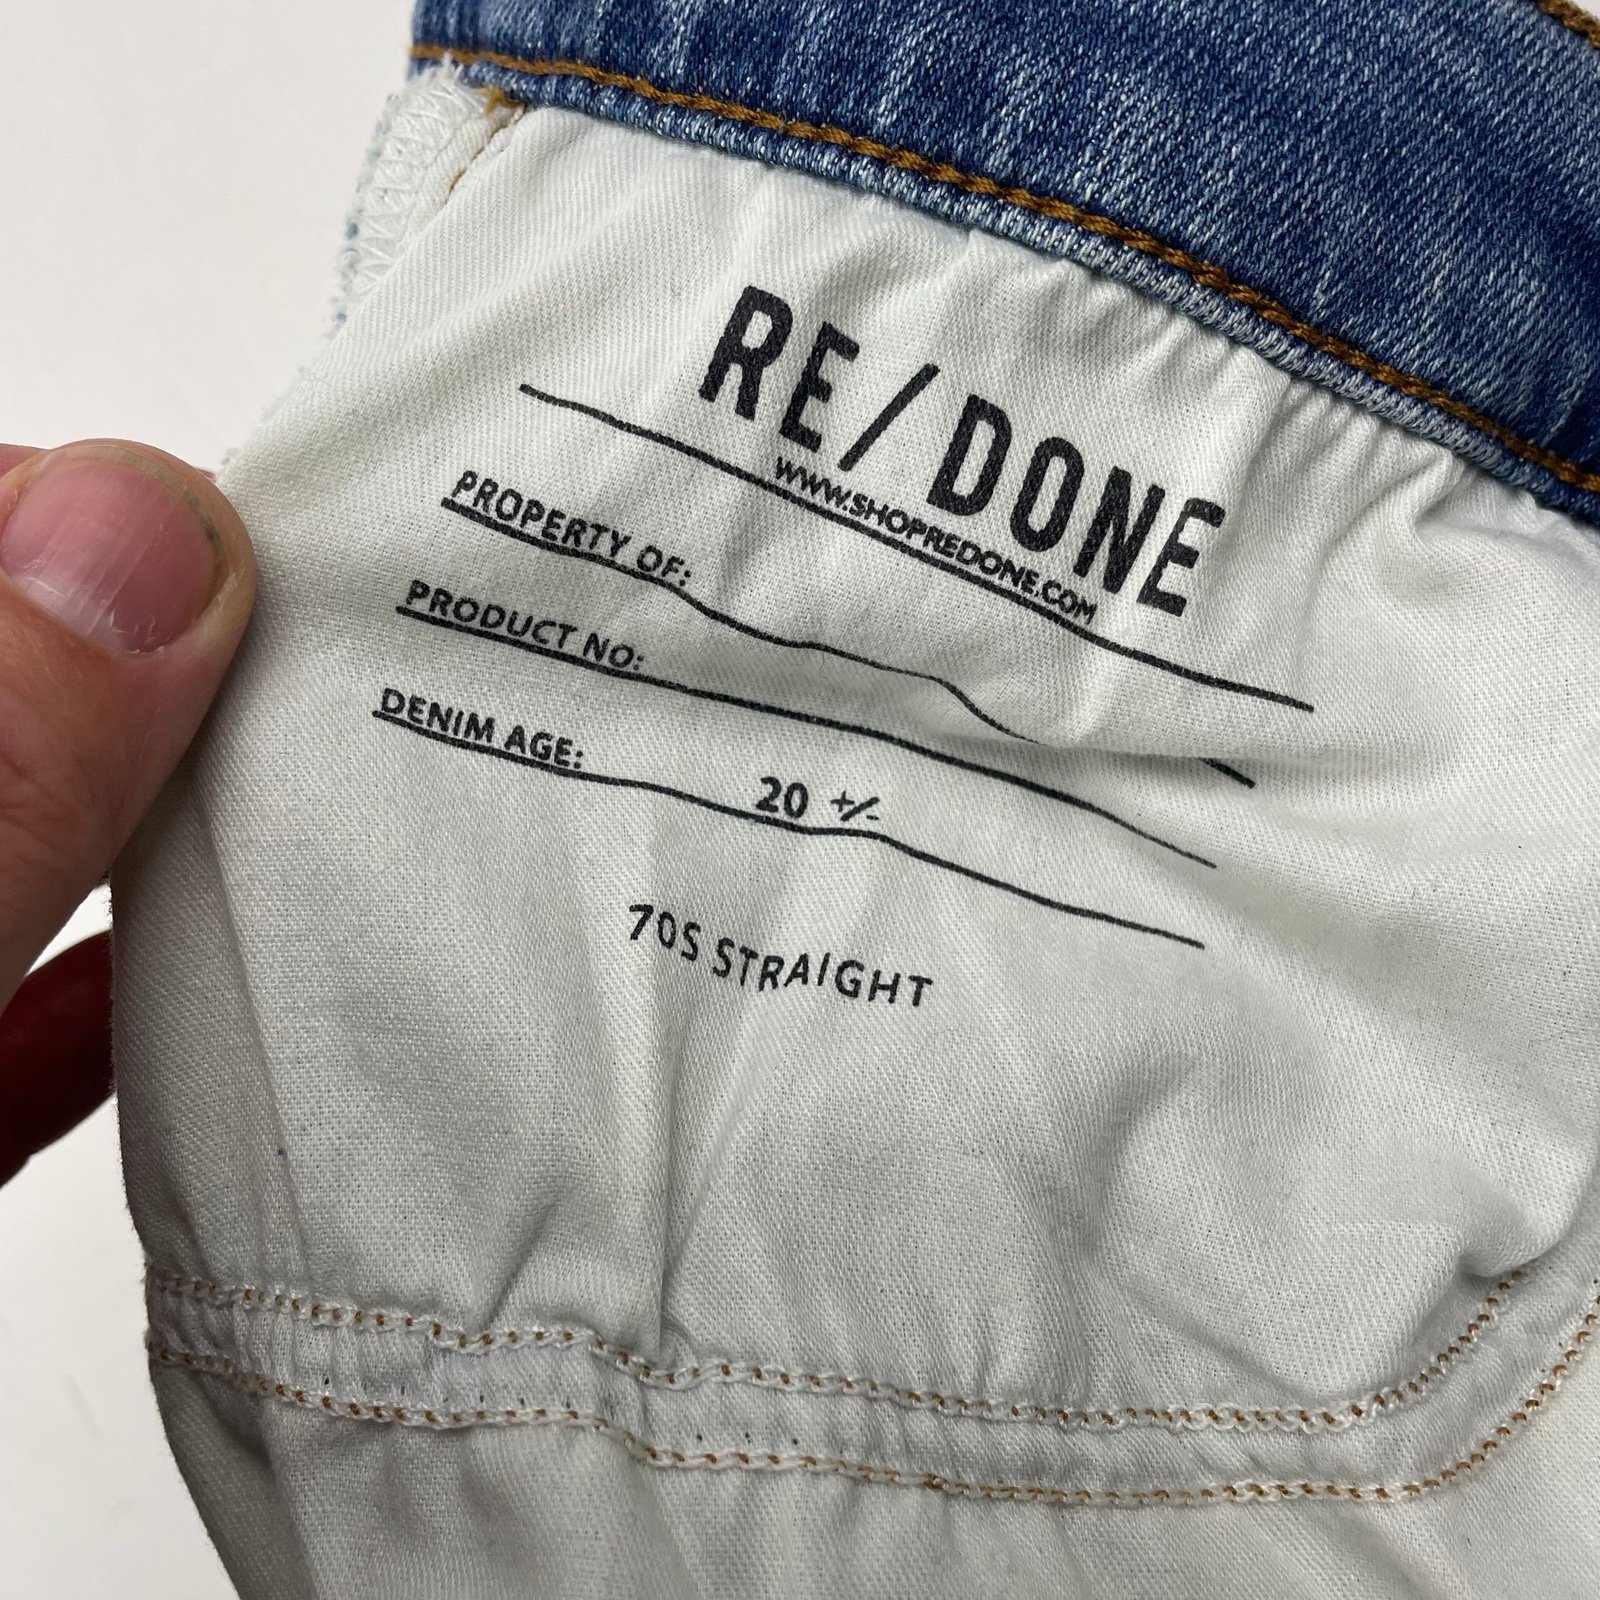 RE/DONE
WWW.SHOPREDONE.COM
PROPERTY OF:
PRODUCT NO:
DENIM AGE: 20 +/-
70S STRAIGHT